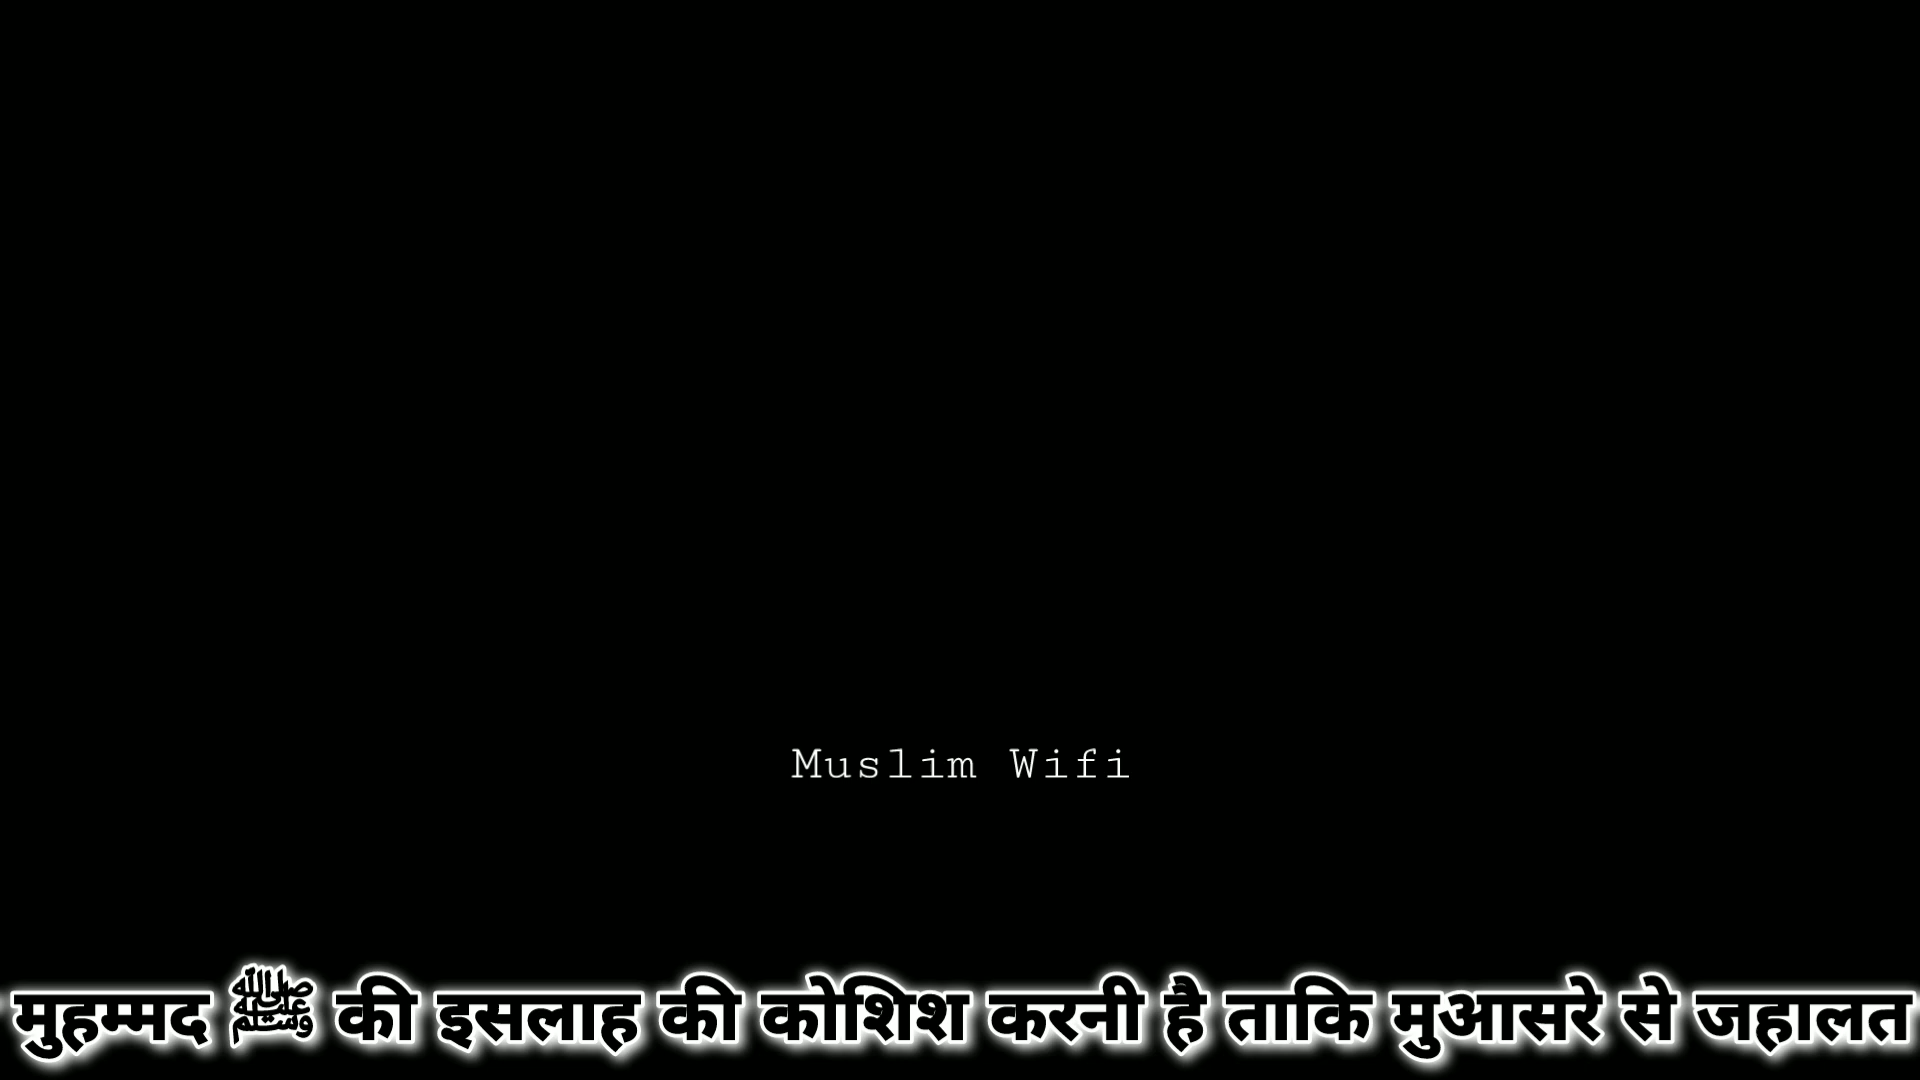 Muslim Wifi
मुहम्मद ﷺ की इसलाह की कोशिश करनी है ताकि मुआसरे से जहालत